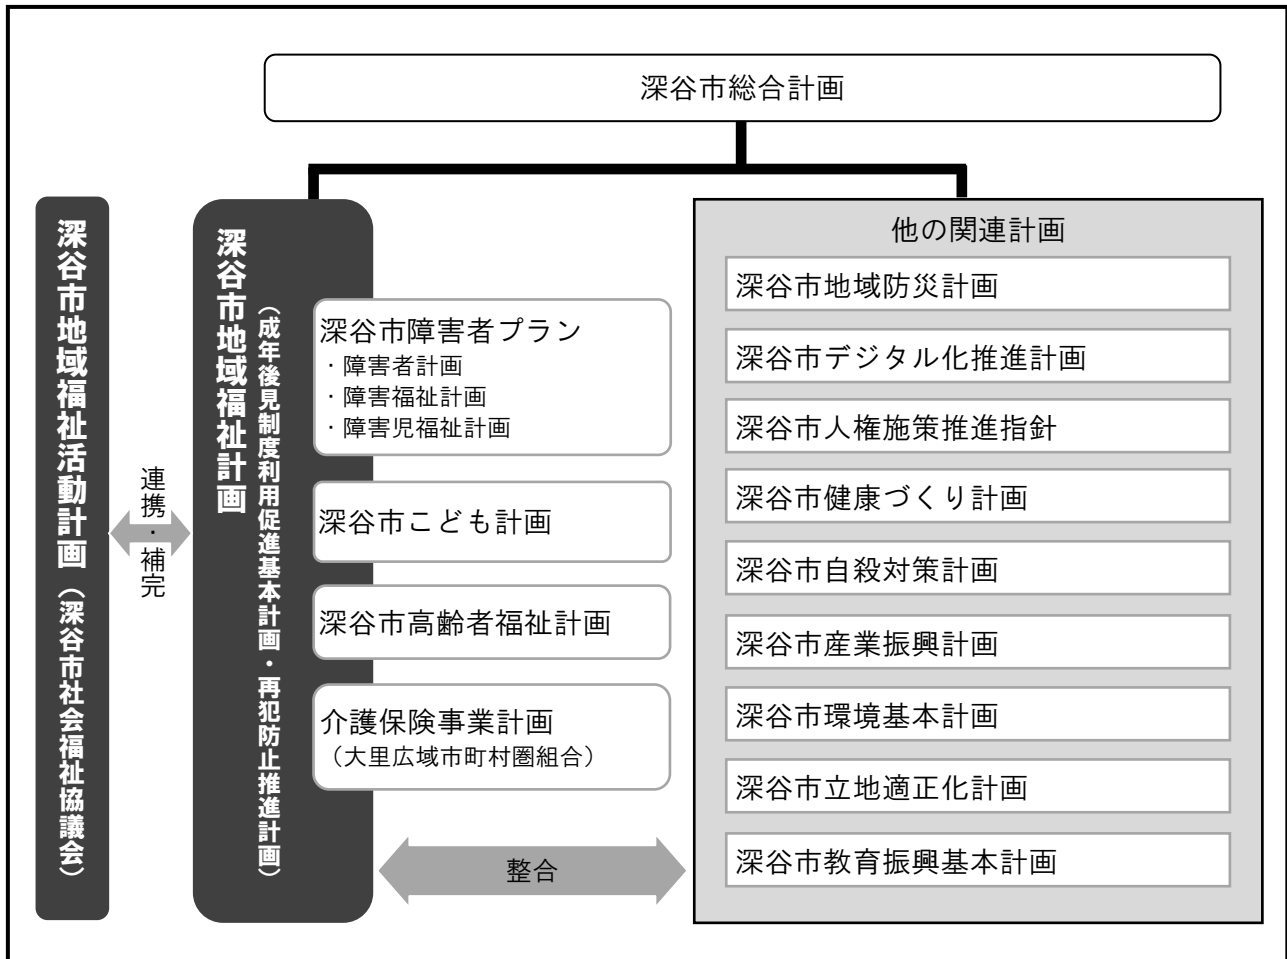 深谷市総合計画
深谷市地域福祉活動計画（深谷市社会福祉協議会）
連携・補完
深谷市地域福祉計画
（成年後見制度利用促進基本計画・再犯防止推進計画）
深谷市障害者プラン
・障害者計画
・障害福祉計画
・障害児福祉計画
深谷市こども計画
深谷市高齢者福祉計画
介護保険事業計画
（大里広域市町村圏組合）
整合
他の関連計画
深谷市地域防災計画
深谷市デジタル化推進計画
深谷市人権施策推進指針
深谷市健康づくり計画
深谷市自殺対策計画
深谷市産業振興計画
深谷市環境基本計画
深谷市立地適正化計画
深谷市教育振興基本計画